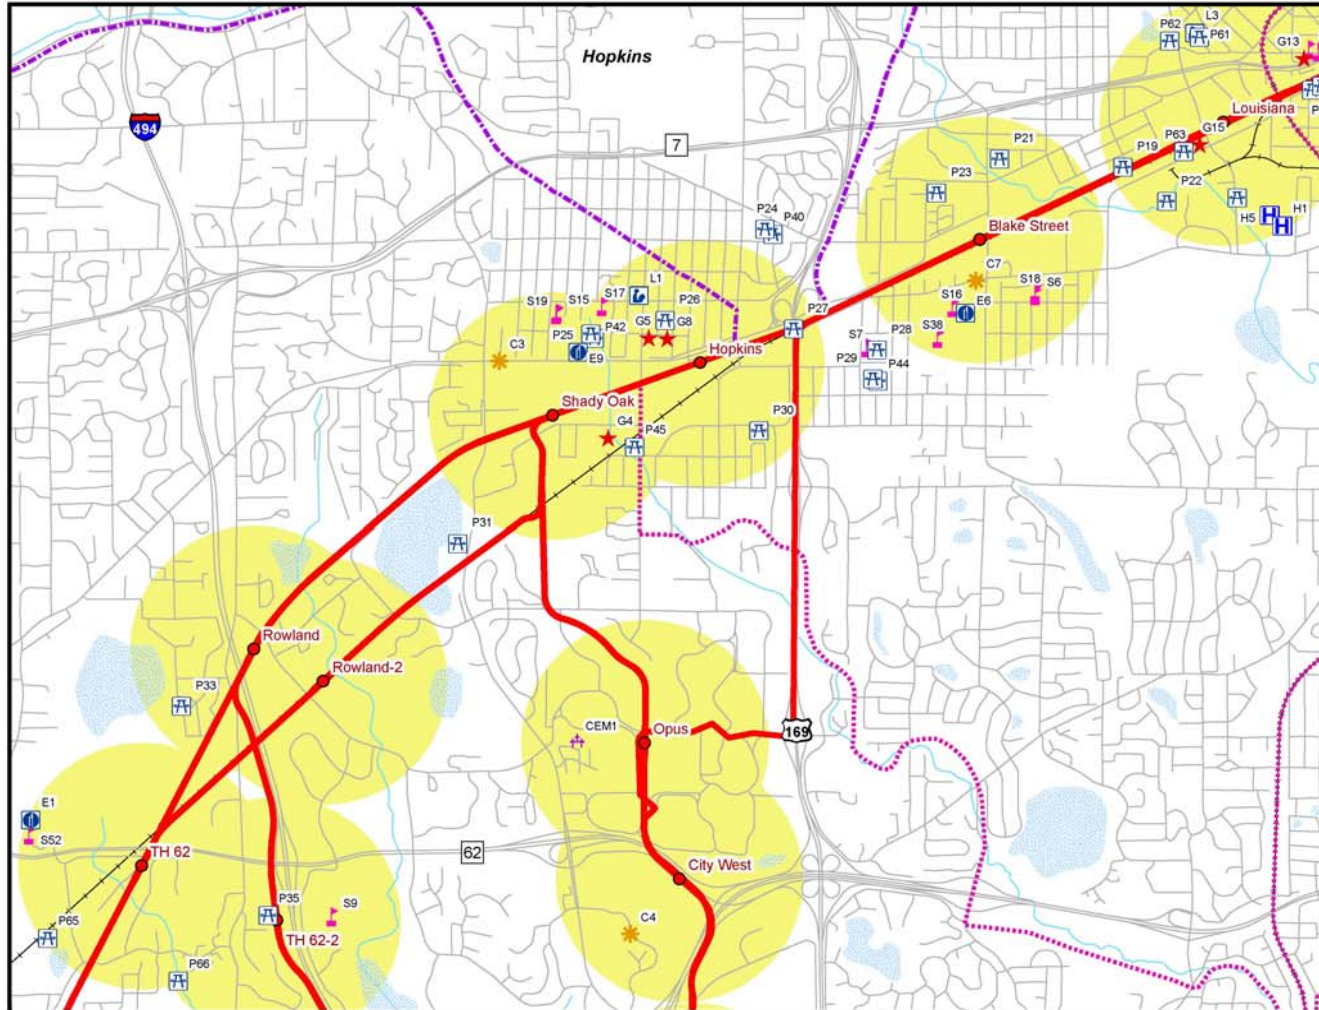 L3
P62
P61
G13
Hopkins
494
7
Louisiana
P
G15
P63
P21
P19
P23
P22
H5
H1
P24
P40
Blake Street
C7
S18
S6
L1
S17
S15
S19
P26
P27
S16
E6
G5
G8
P25
P42
S38
S7
P28
C3
E9
Hopkins
P29
P44
Shady Oak
G4
P45
P30
P31
Rowland
Rowland-2
P33
CEM1
Opus
169
E1
S52
TH 62
62
City West
P35
S9
C4
P65
TH 62-2
P66